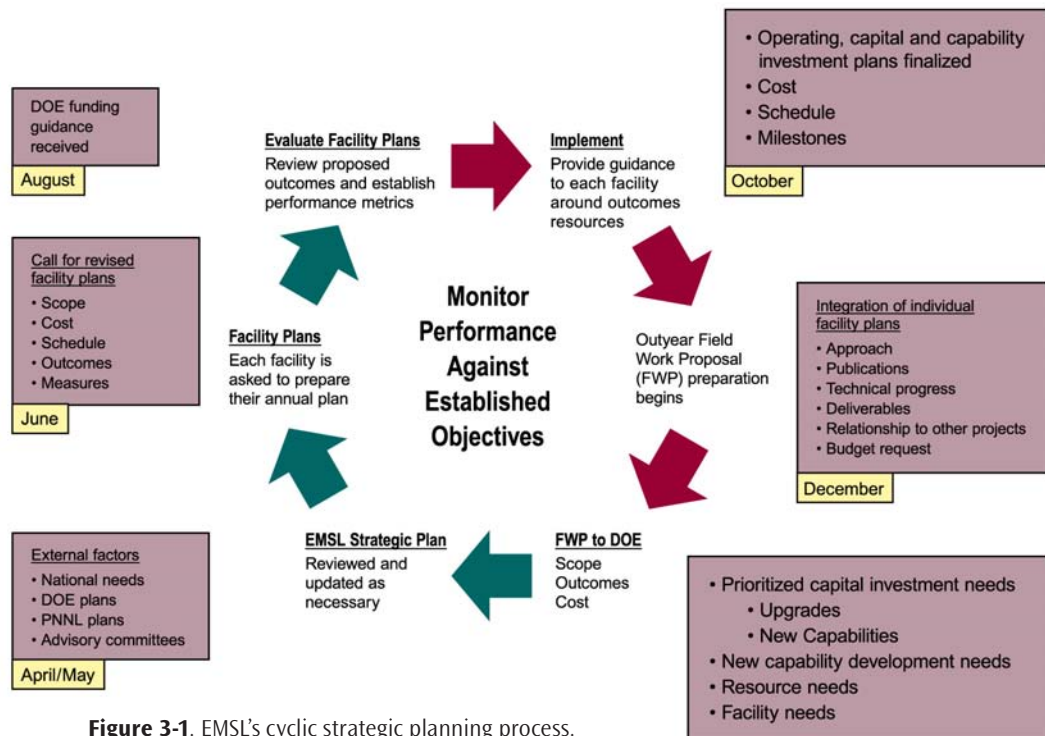 DOE funding
guidance
received
August
Evaluate Facility Plans
Review proposed
outcomes and establish
performance metrics
Implement
Provide guidance
to each facility
around outcomes
resources
• Operating, capital and capability
investment plans finalized
• Cost
• Schedule
• Milestones
October
Call for revised
facility plans
• Scope
• Cost
• Schedule
• Outcomes
• Measures
June
Facility Plans
Each facility is
asked to prepare
their annual plan
Monitor
Performance
Against
Established
Objectives
Outyear Field
Work Proposal
(FWP) preparation
begins
Integration of individual
facility plans
• Approach
• Publications
• Technical progress
• Deliverables
• Relationship to other projects
• Budget request
December
External factors
• National needs
• DOE plans
• PNNL plans
• Advisory committees
April/May
EMSL Strategic Plan
Reviewed and
updated as
necessary
FWP to DOE
Scope
Outcomes
Cost
• Prioritized capital investment needs
• Upgrades
• New Capabilities
• New capability development needs
• Resource needs
• Facility needs
Figure 3-1. EMSL's cyclic strategic planning process.